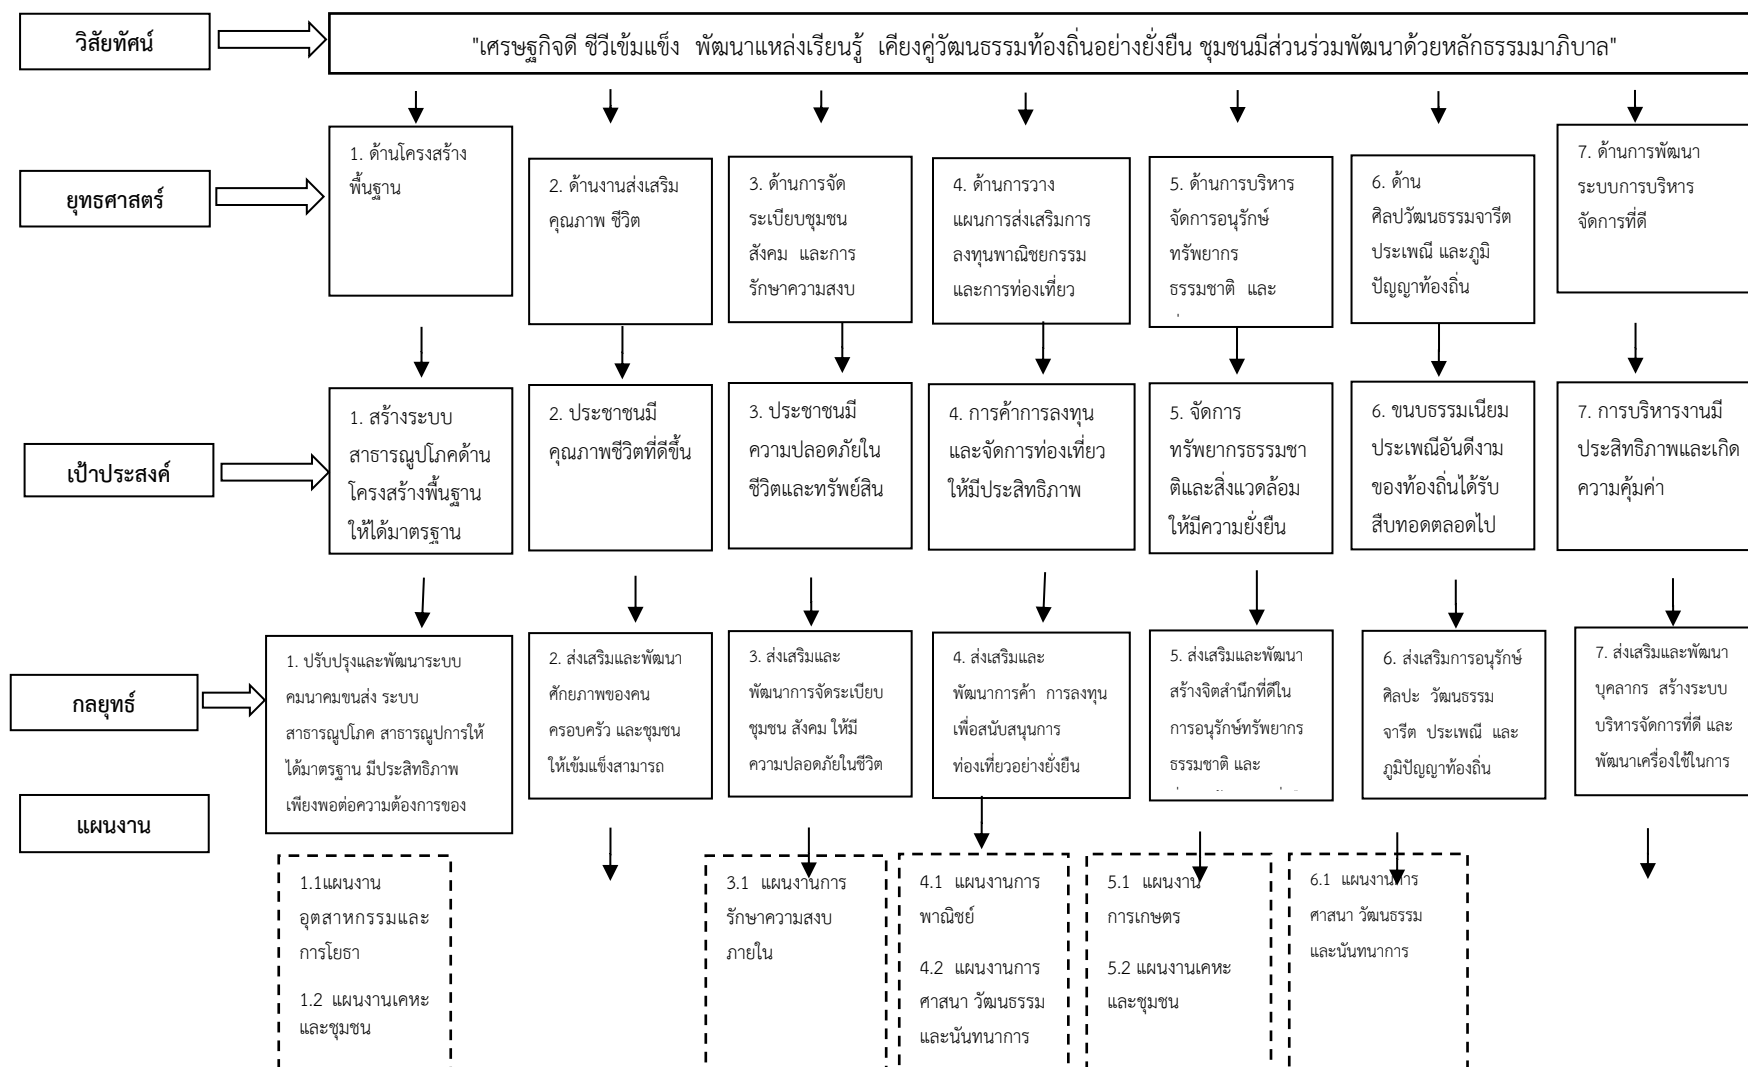 วิสัยทัศน์
"เศรษฐกิจดี ชีวีเข้มแข็ง พัฒนาแหล่งเรียนรู้ เคียงคู่วัฒนธรรมท้องถิ่นอย่างยั่งยืน ชุมชนมีส่วนร่วมพัฒนาด้วยหลักธรรมมาภิบาล"
ยุทธศาสตร์
1. ด้านโครงสร้าง
พื้นฐาน
2. ด้านงานส่งเสริม
คุณภาพ ชีวิต
3. ด้านการจัด
ระเบียบชุมชน
สังคม และการ
รักษาความสงบ
4. ด้านการวาง
แผนการส่งเสริมการ
ลงทุนพาณิชยกรรม
และการท่องเที่ยว
5. ด้านการบริหาร
จัดการอนุรักษ์
ทรัพยากร
ธรรมชาติ และ
6. ด้าน
ศิลปวัฒนธรรมจารีต
ประเพณี และภูมิ
ปัญญาท้องถิ่น
7. ด้านการพัฒนา
ระบบการบริหาร
จัดการที่ดี
เป้าประสงค์
1. สร้างระบบ
สาธารณูปโภคด้าน
โครงสร้างพื้นฐาน
ให้ได้มาตรฐาน
2. ประชาชนมี
คุณภาพชีวิตที่ดีขึ้น
3. ประชาชนมี
ความปลอดภัยใน
ชีวิตและทรัพย์สิน
4. การค้าการลงทุน
และจัดการท่องเที่ยว
ให้มีประสิทธิภาพ
5. จัดการ
ทรัพยากรธรรมชา
ติและสิ่งแวดล้อม
ให้มีความยั่งยืน
6. ขนบธรรมเนียม
ประเพณีอันดีงาม
ของท้องถิ่นได้รับ
สืบทอดตลอดไป
7. การบริหารงานมี
ประสิทธิภาพและเกิด
ความคุ้มค่า
กลยุทธ์
1. ปรับปรุงและพัฒนาระบบ
คมนาคมขนส่ง ระบบ
สาธารณูปโภค สาธารณูปการให้
ได้มาตรฐาน มีประสิทธิภาพ
เพียงพอต่อความต้องการของ
2. ส่งเสริมและพัฒนา
ศักยภาพของคน
ครอบครัว และชุมชน
ให้เข้มแข็งสามารถ
3. ส่งเสริมและ
พัฒนาการจัดระเบียบ
ชุมชน สังคม ให้มี
ความปลอดภัยในชีวิต
4. ส่งเสริมและ
พัฒนาการค้า การลงทุน
เพื่อสนับสนุนการ
ท่องเที่ยวอย่างยั่งยืน
5. ส่งเสริมและพัฒนา
สร้างจิตสำนึกที่ดีใน
การอนุรักษ์ทรัพยากร
ธรรมชาติ และ
6. ส่งเสริมการอนุรักษ์
ศิลปะ วัฒนธรรม
จารีต ประเพณี และ
ภูมิปัญญาท้องถิ่น
7. ส่งเสริมและพัฒนา
บุคลากร สร้างระบบ
บริหารจัดการที่ดี และ
พัฒนาเครื่องใช้ในการ
แผนงาน
1.1แผนงาน
อุตสาหกรรมและ
การโยธา
1.2 แผนงานเคหะ
และชุมชน
3.1 แผนงานการ
รักษาความสงบ
ภายใน
4.1 แผนงานการ
พาณิชย์
4.2 แผนงานการ
ศาสนา วัฒนธรรม
และนันทนาการ
5.1 แผนงาน
การเกษตร
5.2 แผนงานเคหะ
และชุมชน
6.1 แผนงานการ
ศาสนา วัฒนธรรม
และนันทนาการ